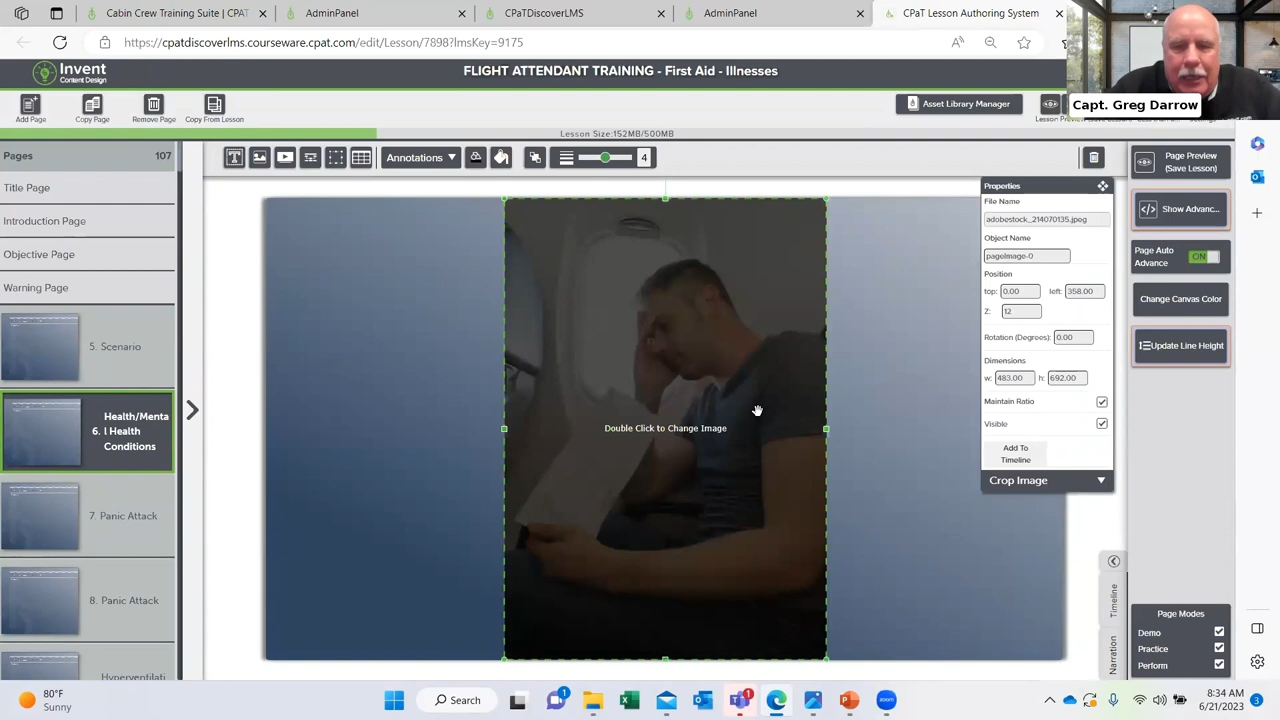 Cabin Crew Training Suite | CPAT
AdminPanel
CPaTDiscoverLMS
AdminPanel
CPaT Lesson Authoring System
https://cpatdiscoverlms.courseware.cpat.com/edit/Lesson/7898?lmsKey=9175
Invent
Content Design
FLIGHT ATTENDANT TRAINING - First Aid - Illnesses
Capt. Greg Darrow
Add Page
Copy Page
Remove Page
Copy From Lesson
Asset Library Manager
Lesson Size:152MB/500MB
Pages 107
Annotations
4
Page Preview
(Save Lesson)
Title Page
Introduction Page
Objective Page
Warning Page
5. Scenario
Health/Menta
6. l Health
Conditions
7. Panic Attack
8. Panic Attack
Hyperventilati
Double Click to Change Image
Properties
File Name
adobestock_214070135.jpeg
Object Name
pageImage-0
Position
top: 0.00 left: 358.00
Z: 12
Rotation (Degrees): 0.00
Dimensions
w: 483.00 h: 692.00
Maintain Ratio
Visible
Add To
Timeline
Crop Image
Show Advanc...
Page Auto
Advance
ON
Change Canvas Color
Update Line Height
Timeline
Narration
Page Modes
Demo
Practice
Perform
80°F
Sunny
Search
1
1
8:34 AM
6/21/2023
3